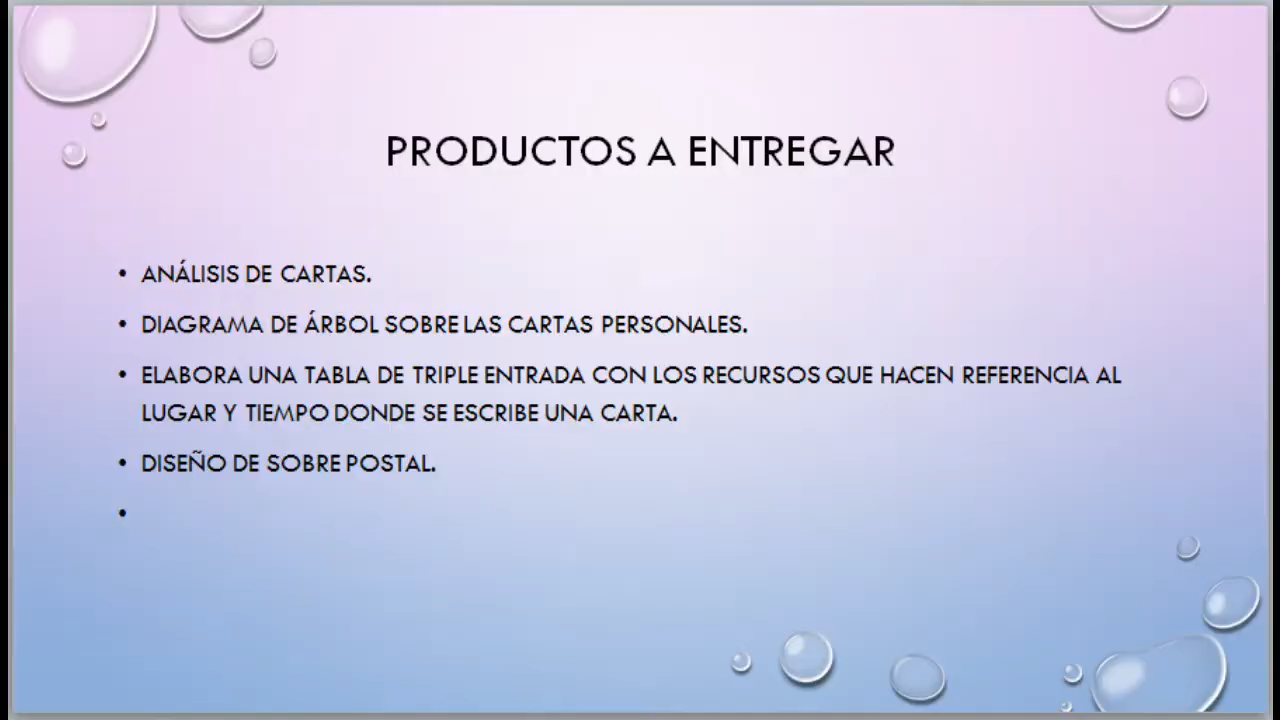 PRODUCTOS A ENTREGAR
• ANÁLISIS DE CARTAS.
• DIAGRAMA DE ÁRBOL SOBRE LAS CARTAS PERSONALES.
• ELABORA UNA TABLA DE TRIPLE ENTRADA CON LOS RECURSOS QUE HACEN REFERENCIA AL
LUGAR Y TIEMPO DONDE SE ESCRIBE UNA CARTA.
• DISEÑO DE SOBRE POSTAL.
•